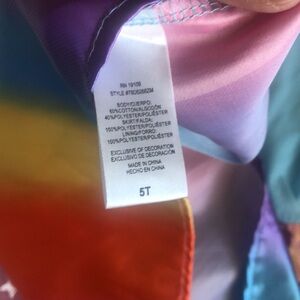 BODY/CUERPO:
60%COTTON/ALGODÓN
40%POLYESTER/POLIÉSTER
SKIRT/FALDA:
100%POLYESTER/POLIÉSTER
LINING/FORRO:
100%POLYESTER/POLIÉSTER
EXCLUSIVE OF DECORATION
EXCLUSIVO DE DECORACIÓN
MADE IN CHINA
HECHO EN CHINA
5T